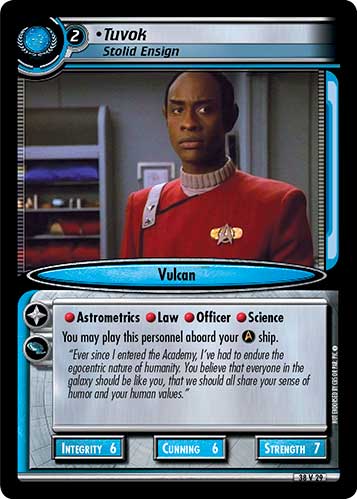 2
•Tuvok
Stolid Ensign
Vulcan
• Astrometrics • Law • Officer • Science
You may play this personnel aboard your A ship.
"Ever since I entered the Academy, I've had to endure the
egocentric nature of humanity. You believe that everyone in the
galaxy should be like you, that we should all share your sense of
humor and your human values."
INTEGRITY 6 CUNNING 6 STRENGTH 7
38 V 29